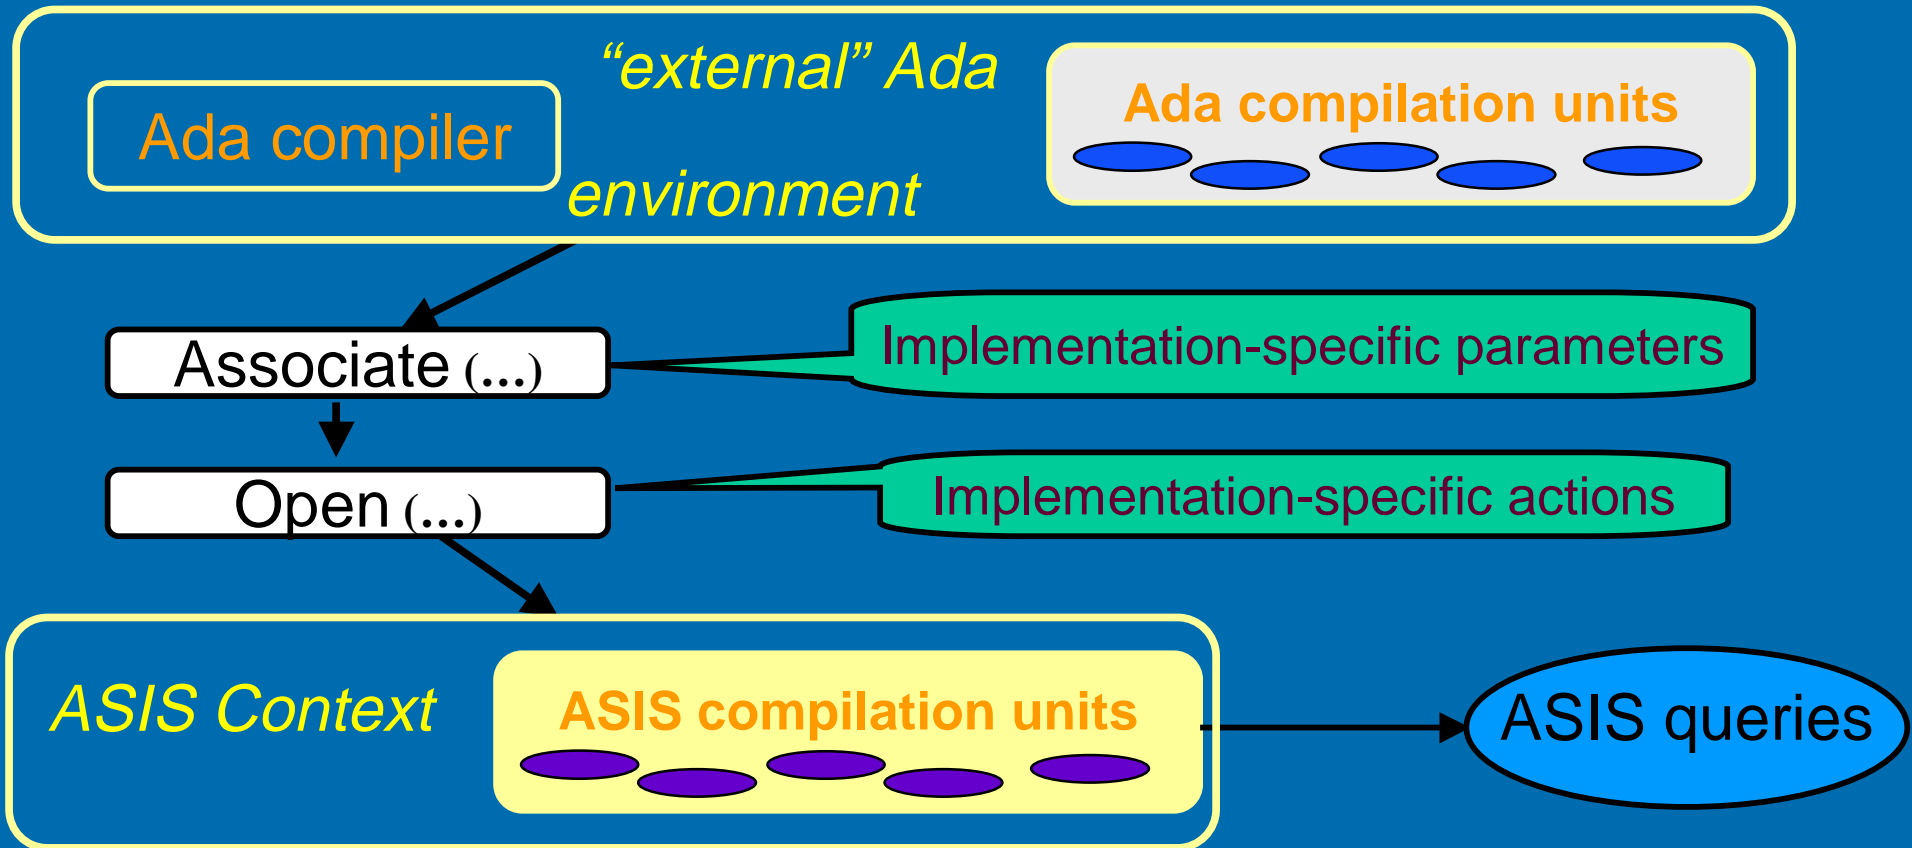 “external” Ada
Ada compilation units
Ada compiler
environment
Associate (...)
Implementation-specific parameters
Open (...)
Implementation-specific actions
ASIS Context
ASIS compilation units
ASIS queries